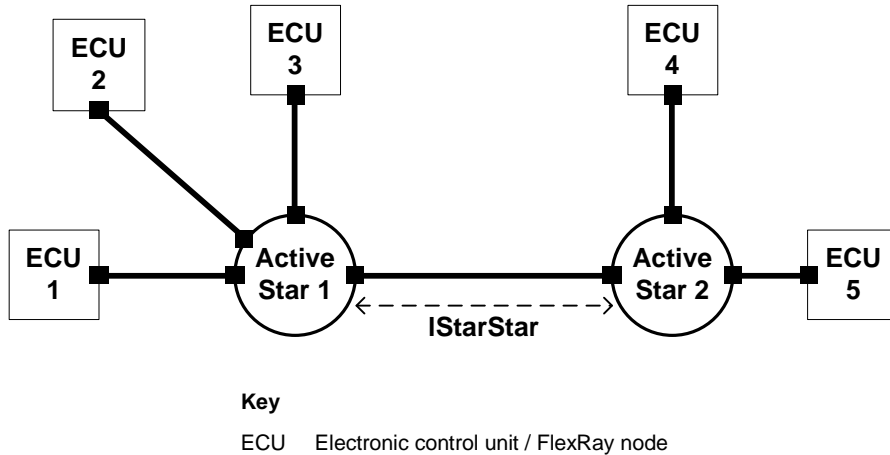 ECU
2
ECU
3
ECU
4
ECU
1
Active
Star 1
Active
Star 2
ECU
5
lStarStar
Key
ECU Electronic control unit / FlexRay node